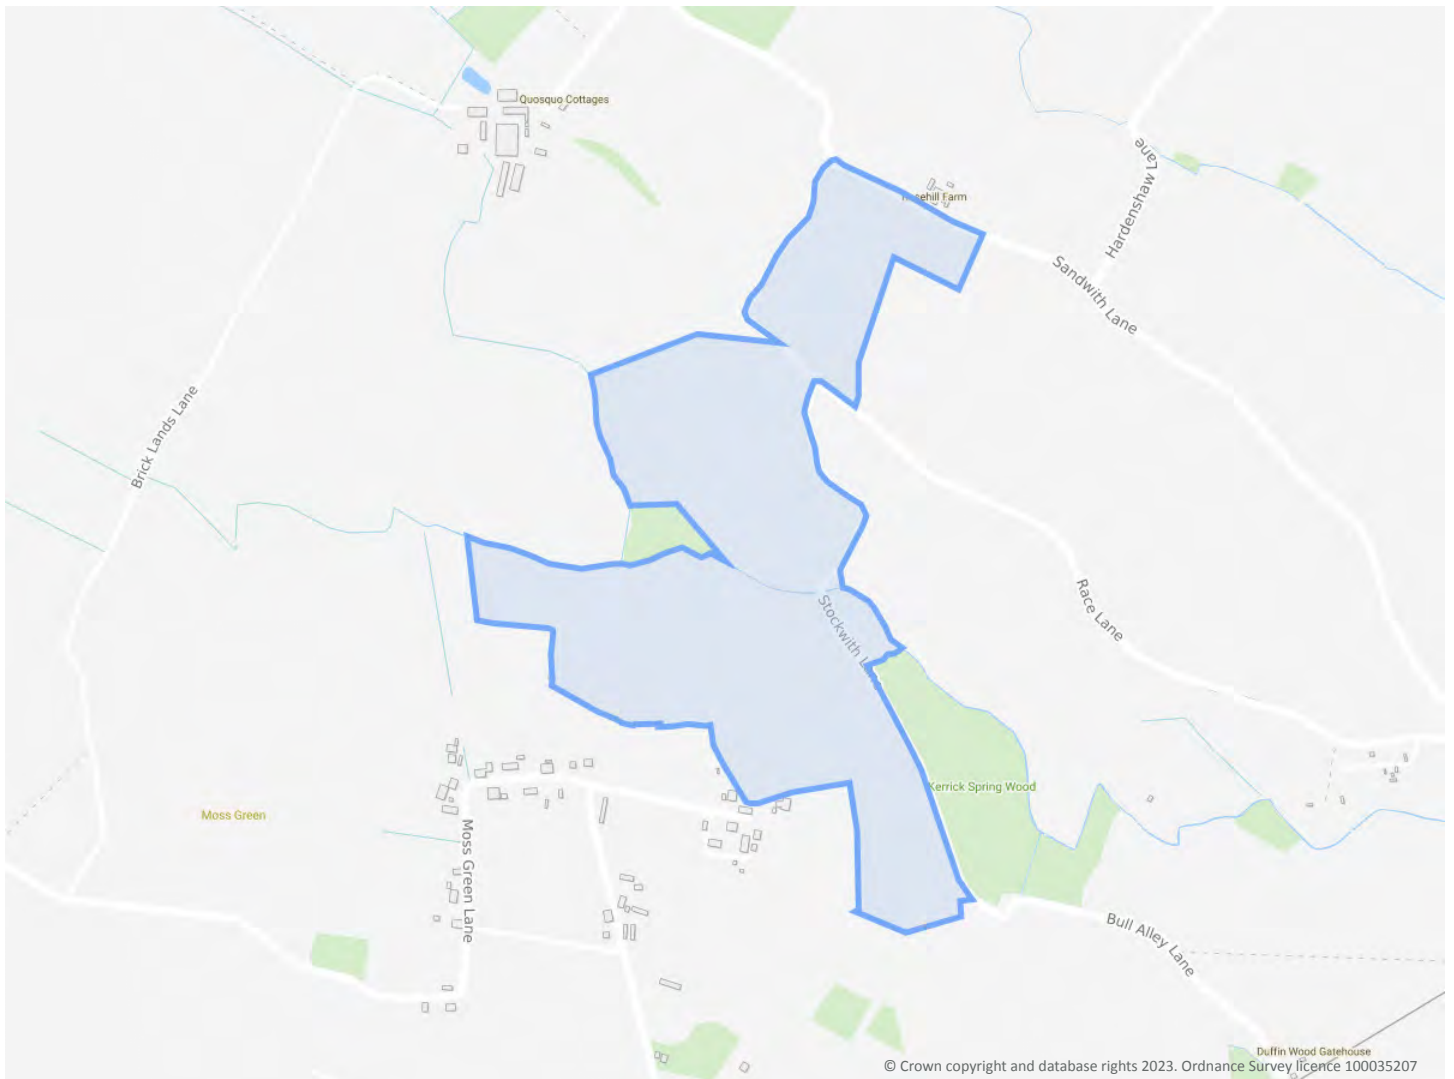 Quosquo Cottages
Hardenshaw Lane
Farm
Sandwith Lane
Brick Lands Lane
Race Lane
Stockwith
Kerrick Spring Wood
Moss Green
Moss Green Lane
Bull Alley Lane
Duffin Wood Gatehouse
© Crown copyright and database rights 2023. Ordnance Survey licence 100035207